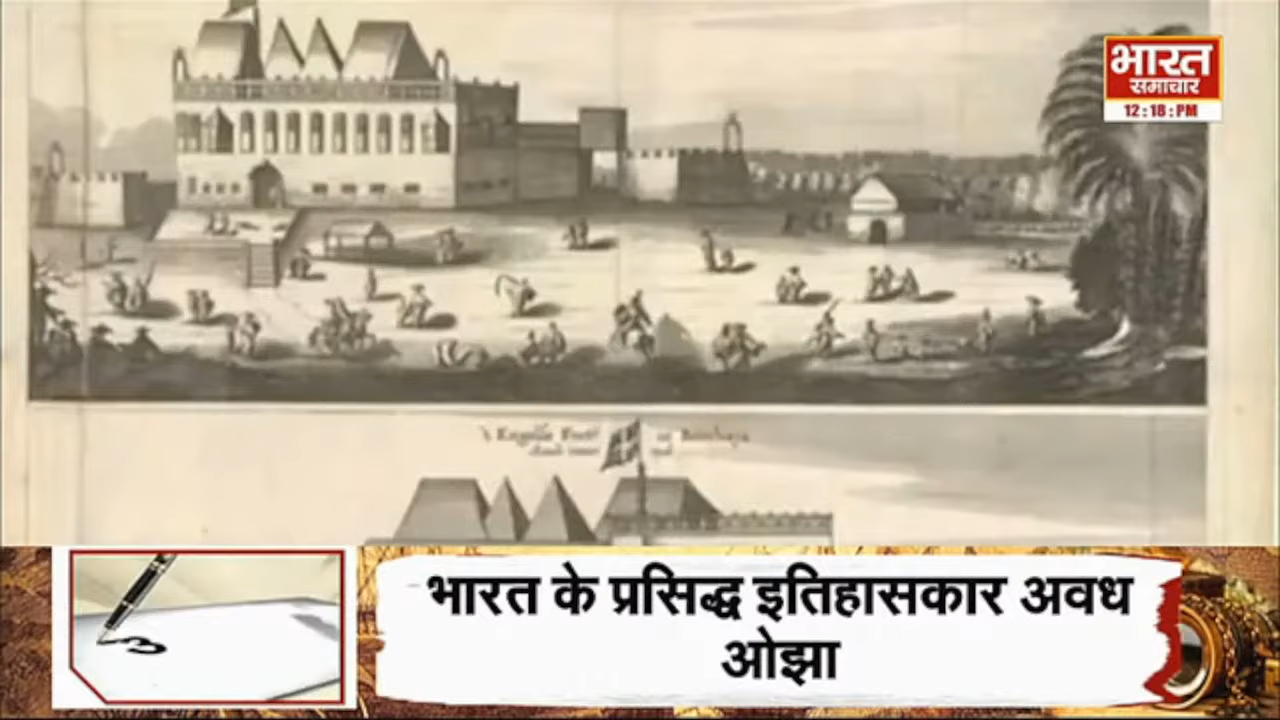 भारत
समाचार
12:18:PM
भारत के प्रसिद्ध इतिहासकार अवध
ओझा